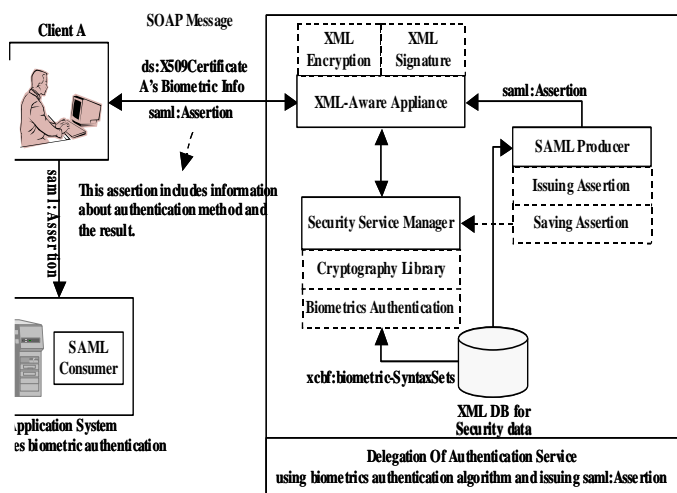 SOAP Message
Client A
ds:X509Certificate
A's Biometric Info
saml:Assertion
This assertion includes information
about authentication method and
the result.
saml:Assertion
SAML
Consumer
Application System
es biometric authentication
XML
Encryption
XML
Signature
XML-Aware Appliance
saml:Assertion
SAML Producer
Issuing Assertion
Saving Assertion
Security Service Manager
Cryptography Library
Biometrics Authentication
xcbf:biometric-SyntaxSets
XML DB for
Security data
Delegation Of Authentication Service
using biometrics authentication algorithm and issuing saml:Assertion